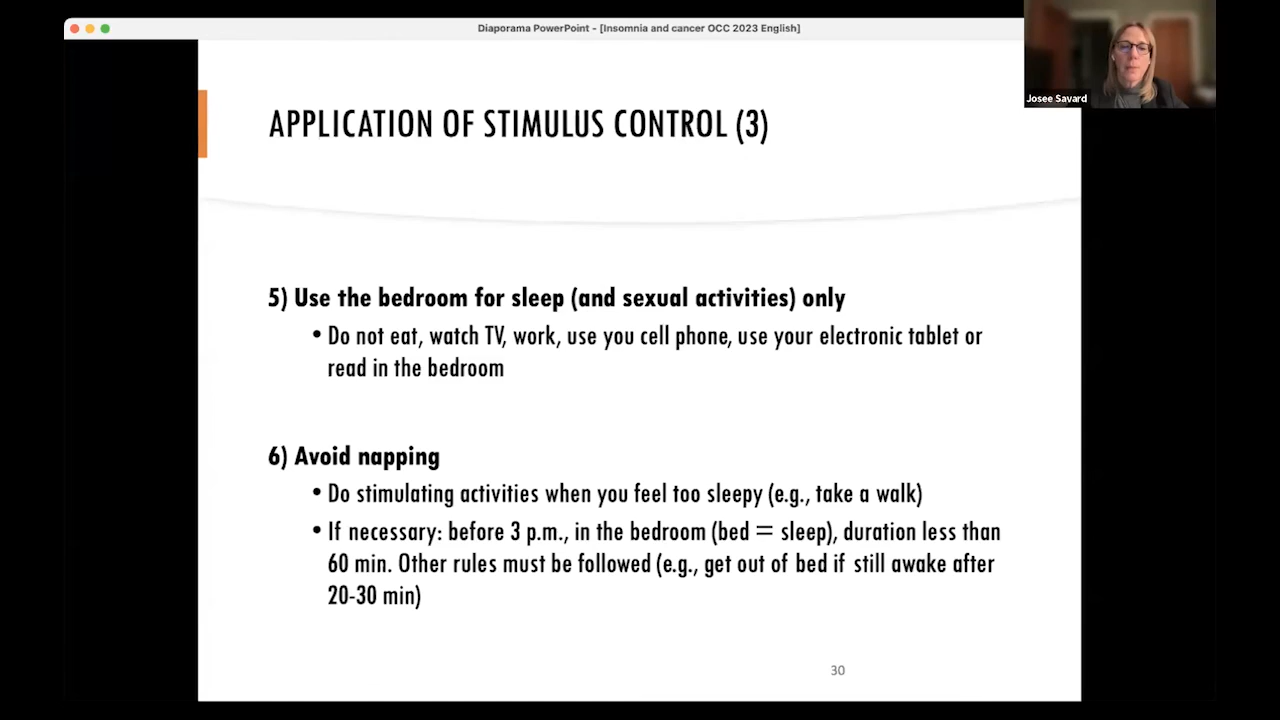 Diaporama PowerPoint - [Insomnia and cancer OCC 2023 English]
Josee Savard
APPLICATION OF STIMULUS CONTROL (3)
5) Use the bedroom for sleep (and sexual activities) only
• Do not eat, watch TV, work, use you cell phone, use your electronic tablet or
read in the bedroom
6) Avoid napping
• Do stimulating activities when you feel too sleepy (e.g., take a walk)
• If necessary: before 3 p.m., in the bedroom (bed = sleep), duration less than
60 min. Other rules must be followed (e.g., get out of bed if still awake after
20-30 min)
30